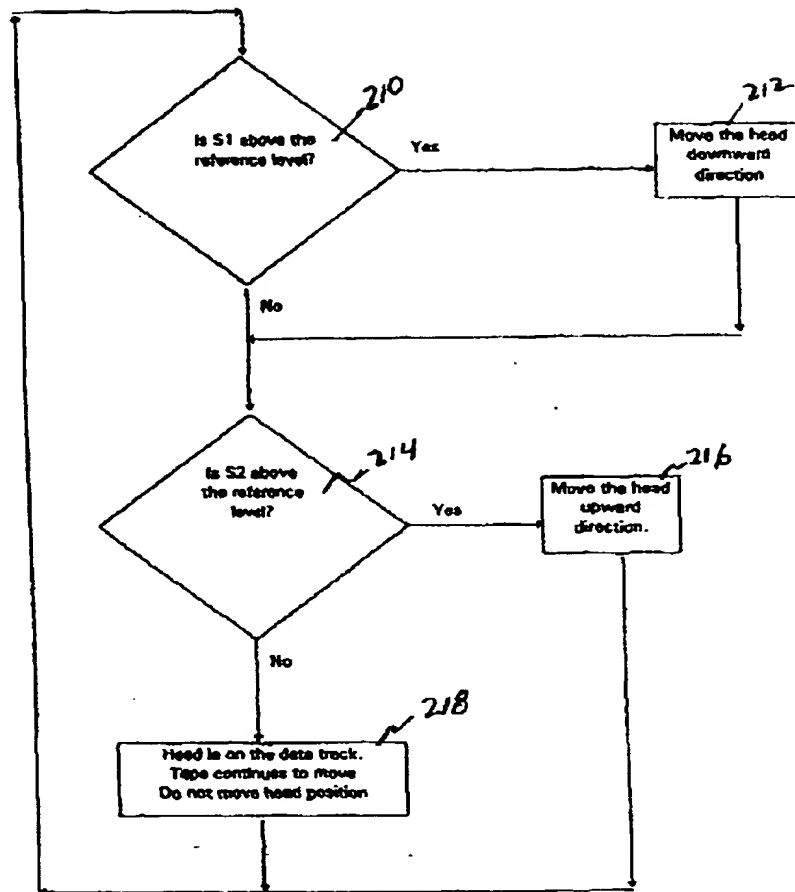 210
Is S1 above the
reference level?
Yes
212
Move the head
downward
direction
No
214
Is S2 above
the reference
level?
Yes
216
Move the head
upward
direction.
No
218
Head is on the data track.
Tape continues to move
Do not move head position